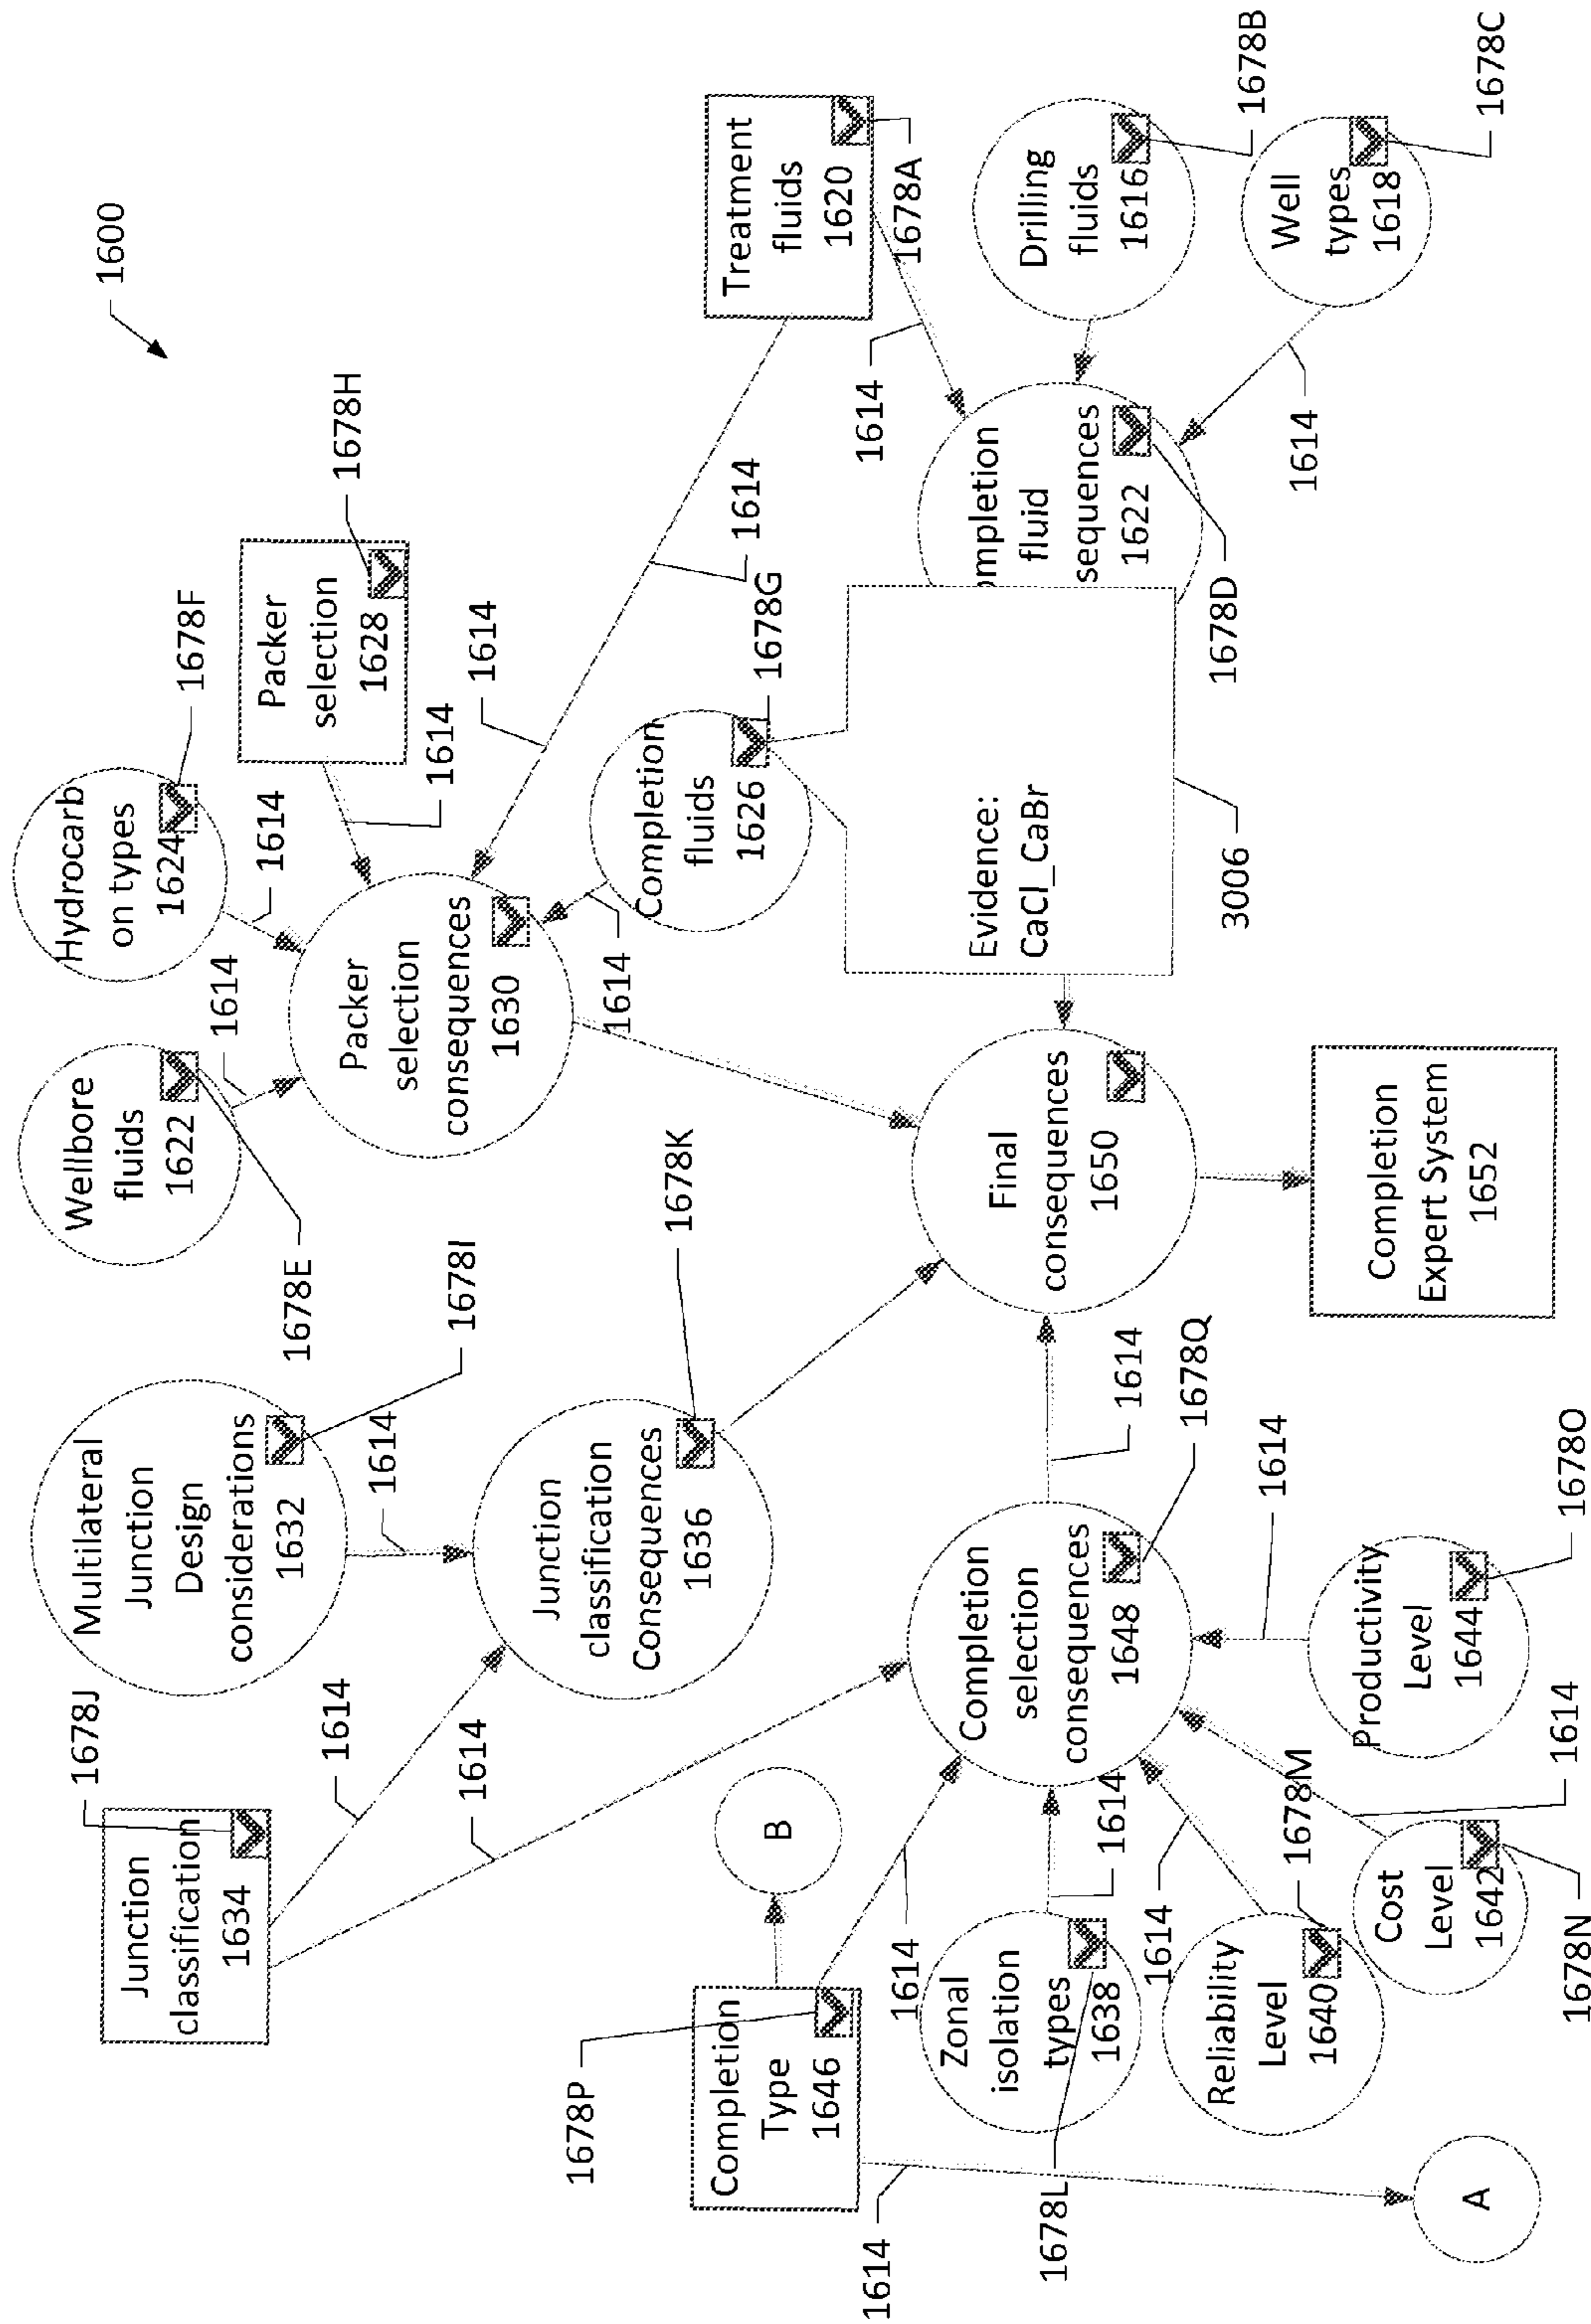 1600
Hydrocarb
on types
1624
1678F
Wellbore
fluids
1622
1678E
1614
1614
Packer
selection
1628
1678H
1614
1614
Packer
selection
consequences
1630
1614
Completion
fluids
1626
1678G
1614
Treatment
fluids
1620
1678A
1614
Drilling
fluids
1616
1678B
Well
types
1618
1678C
1614
ompletion
fluid
sequences
1622
1678D
Evidence:
CaCl_CaBr
3006
Multilateral
Junction
Design
considerations
1632
1678I
1614
Junction
classification
1634
1678J
1614
1614
Junction
classification
Consequences
1636
1678K
Final
consequences
1650
Completion
Expert System
1652
Completion
selection
consequences
1648
1678Q
1614
B
Completion
Type
1646
1678P
1614
1614
A
Zonal
isolation
types
1638
1678L
1614
Reliability
Level
1640
1678M
1614
Cost
Level
1642
1678N
1614
Productivity
Level
1644
1678O
1614